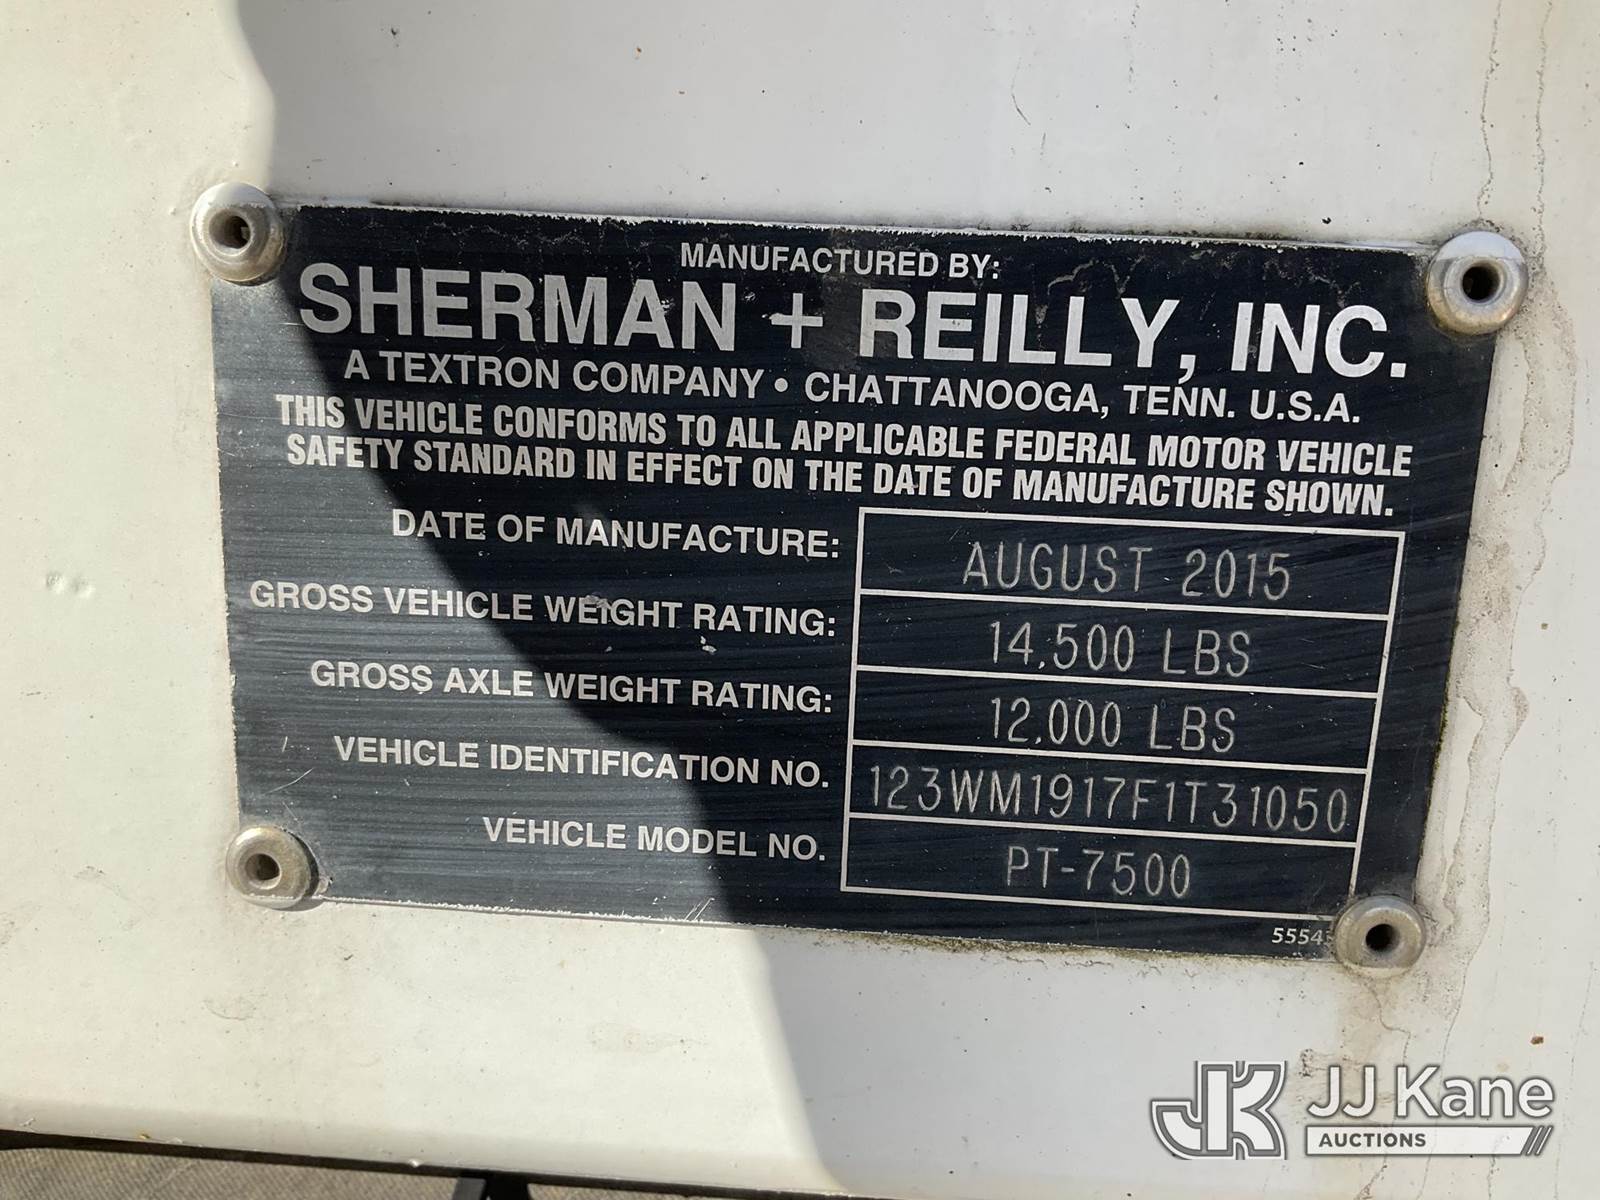 MANUFACTURED BY:
SHERMAN + REILLY, INC.
A TEXTRON COMPANY • CHATTANOOGA, TENN. U.S.A.
THIS VEHICLE CONFORMS TO ALL APPLICABLE FEDERAL MOTOR VEHICLE
SAFETY STANDARD IN EFFECT ON THE DATE OF MANUFACTURE SHOWN.
DATE OF MANUFACTURE: AUGUST 2015
GROSS VEHICLE WEIGHT RATING: 14,500 LBS
GROSS AXLE WEIGHT RATING: 12,000 LBS
VEHICLE IDENTIFICATION NO. 123WM1917F1T31050
VEHICLE MODEL NO. PT-7500
JK JJ Kane
AUCTIONS